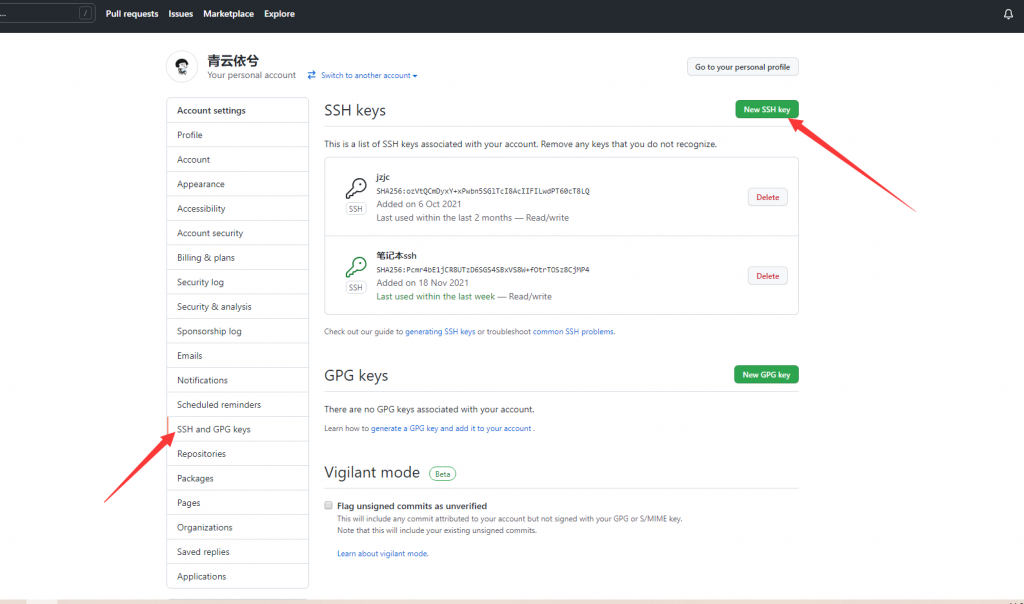 ... / Pull requests Issues Marketplace Explore
青云依兮
Your personal account Switch to another account
Go to your personal profile
Account settings
Profile
Account
Appearance
Accessibility
Account security
Billing & plans
Security log
Security & analysis
Sponsorship log
Emails
Notifications
Scheduled reminders
SSH and GPG keys
Repositories
Packages
Pages
Organizations
Saved replies
Applications
SSH keys
New SSH key
This is a list of SSH keys associated with your account. Remove any keys that you do not recognize.
jzjc
SHA256:ozVtQCmDyxY+xPwbn5SGlTcI8AcIIFILwdPT60cT8LQ
SSH
Added on 6 Oct 2021
Last used within the last 2 months — Read/write
Delete
笔记本ssh
SHA256:Pcmr4bE1jCR8UTzD6SGS4SBxVS8W+fOtrTOSz8CjMP4
SSH
Added on 18 Nov 2021
Last used within the last week — Read/write
Delete
Check out our guide to generating SSH keys or troubleshoot common SSH problems.
GPG keys
New GPG key
There are no GPG keys associated with your account.
Learn how to generate a GPG key and add it to your account .
Vigilant mode Beta
Flag unsigned commits as unverified
This will include any commit attributed to your account but not signed with your GPG or S/MIME key.
Note that this will include your existing unsigned commits.
Learn about vigilant mode.